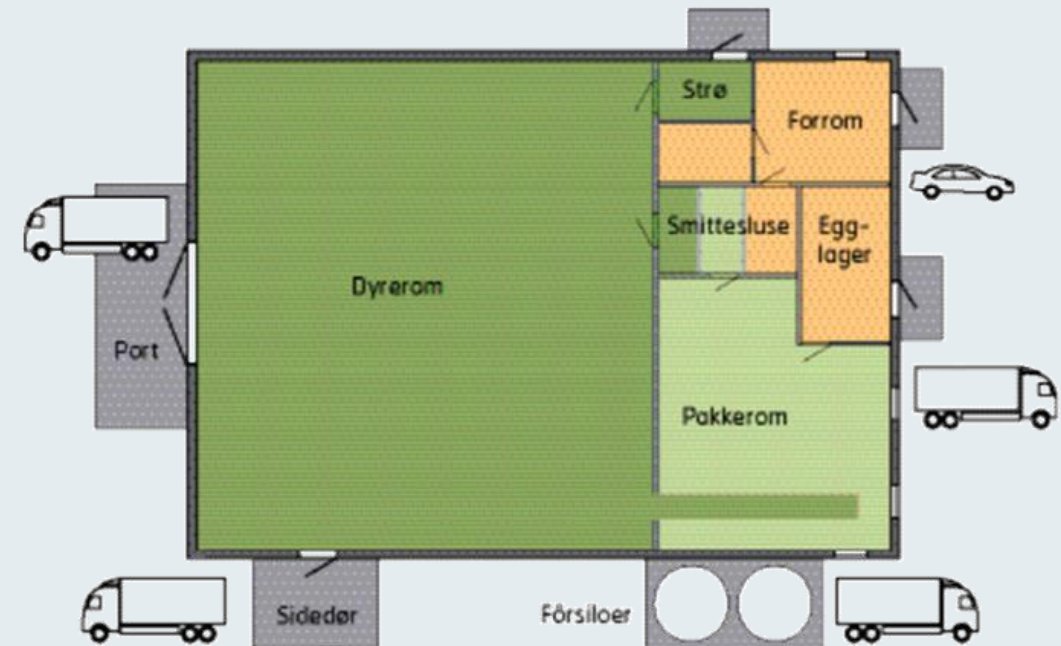 Strø
Forrom
Smittesluse
Egg-
lager
Dyrerom
Port
Pakkerom
Sidedør
Fôrsiloer